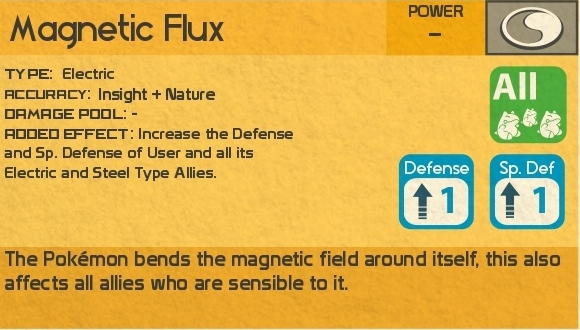 Magnetic Flux
POWER
–
TYPE: Electric
ACCURACY: Insight + Nature
DAMAGE POOL: -
ADDED EFFECT: Increase the Defense
and Sp. Defense of User and all its
Electric and Steel Type Allies.
All
Defense
1
Sp. Def
1
The Pokémon bends the magnetic field around itself, this also
affects all allies who are sensible to it.